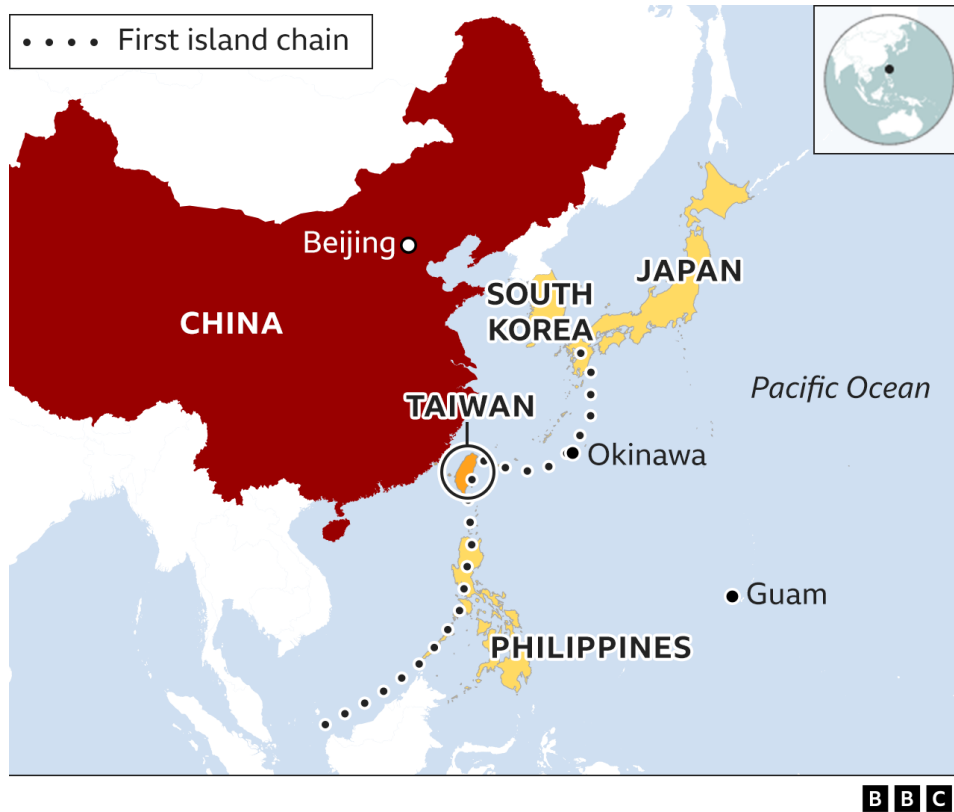 First island chain
Beijing
JAPAN
SOUTH
KOREA
CHINA
Pacific Ocean
TAIWAN
Okinawa
Guam
PHILIPPINES
BBC